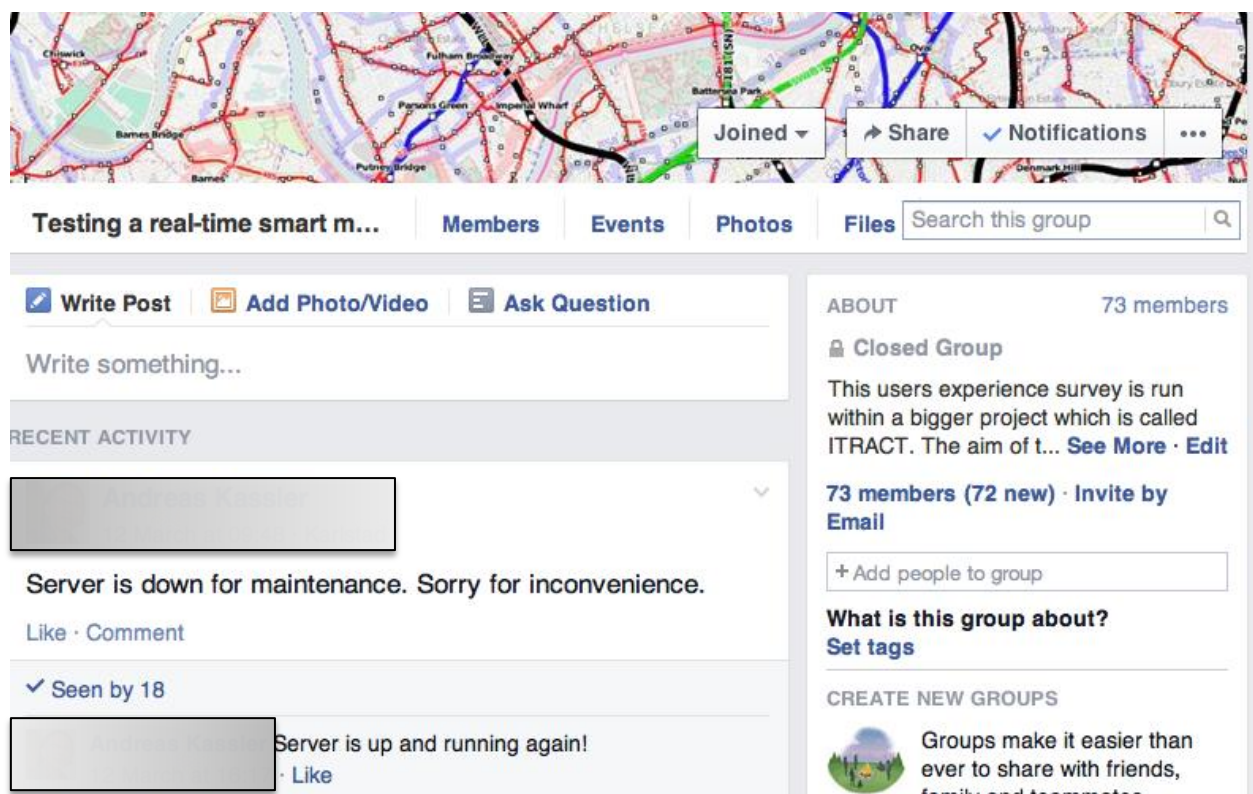 Chiswick
Fulham Broadway
Oval
Battersea Park
Parsons Green
Imperial Wharf
Barnes Bridge
Joined
Share
Notifications
...
Putney Bridge
Denmark Hill
Barnes
Testing a real-time smart m...
Members
Events
Photos
Files
Search this group
Write Post
Add Photo/Video
Ask Question
Write something...
RECENT ACTIVITY
Server is down for maintenance. Sorry for inconvenience.
Like · Comment
Seen by 18
Server is up and running again!
· Like
ABOUT
73 members
Closed Group
This users experience survey is run
within a bigger project which is called
ITRACT. The aim of t... See More · Edit
73 members (72 new) · Invite by
Email
+ Add people to group
What is this group about?
Set tags
CREATE NEW GROUPS
Groups make it easier than
ever to share with friends,
family and teammates